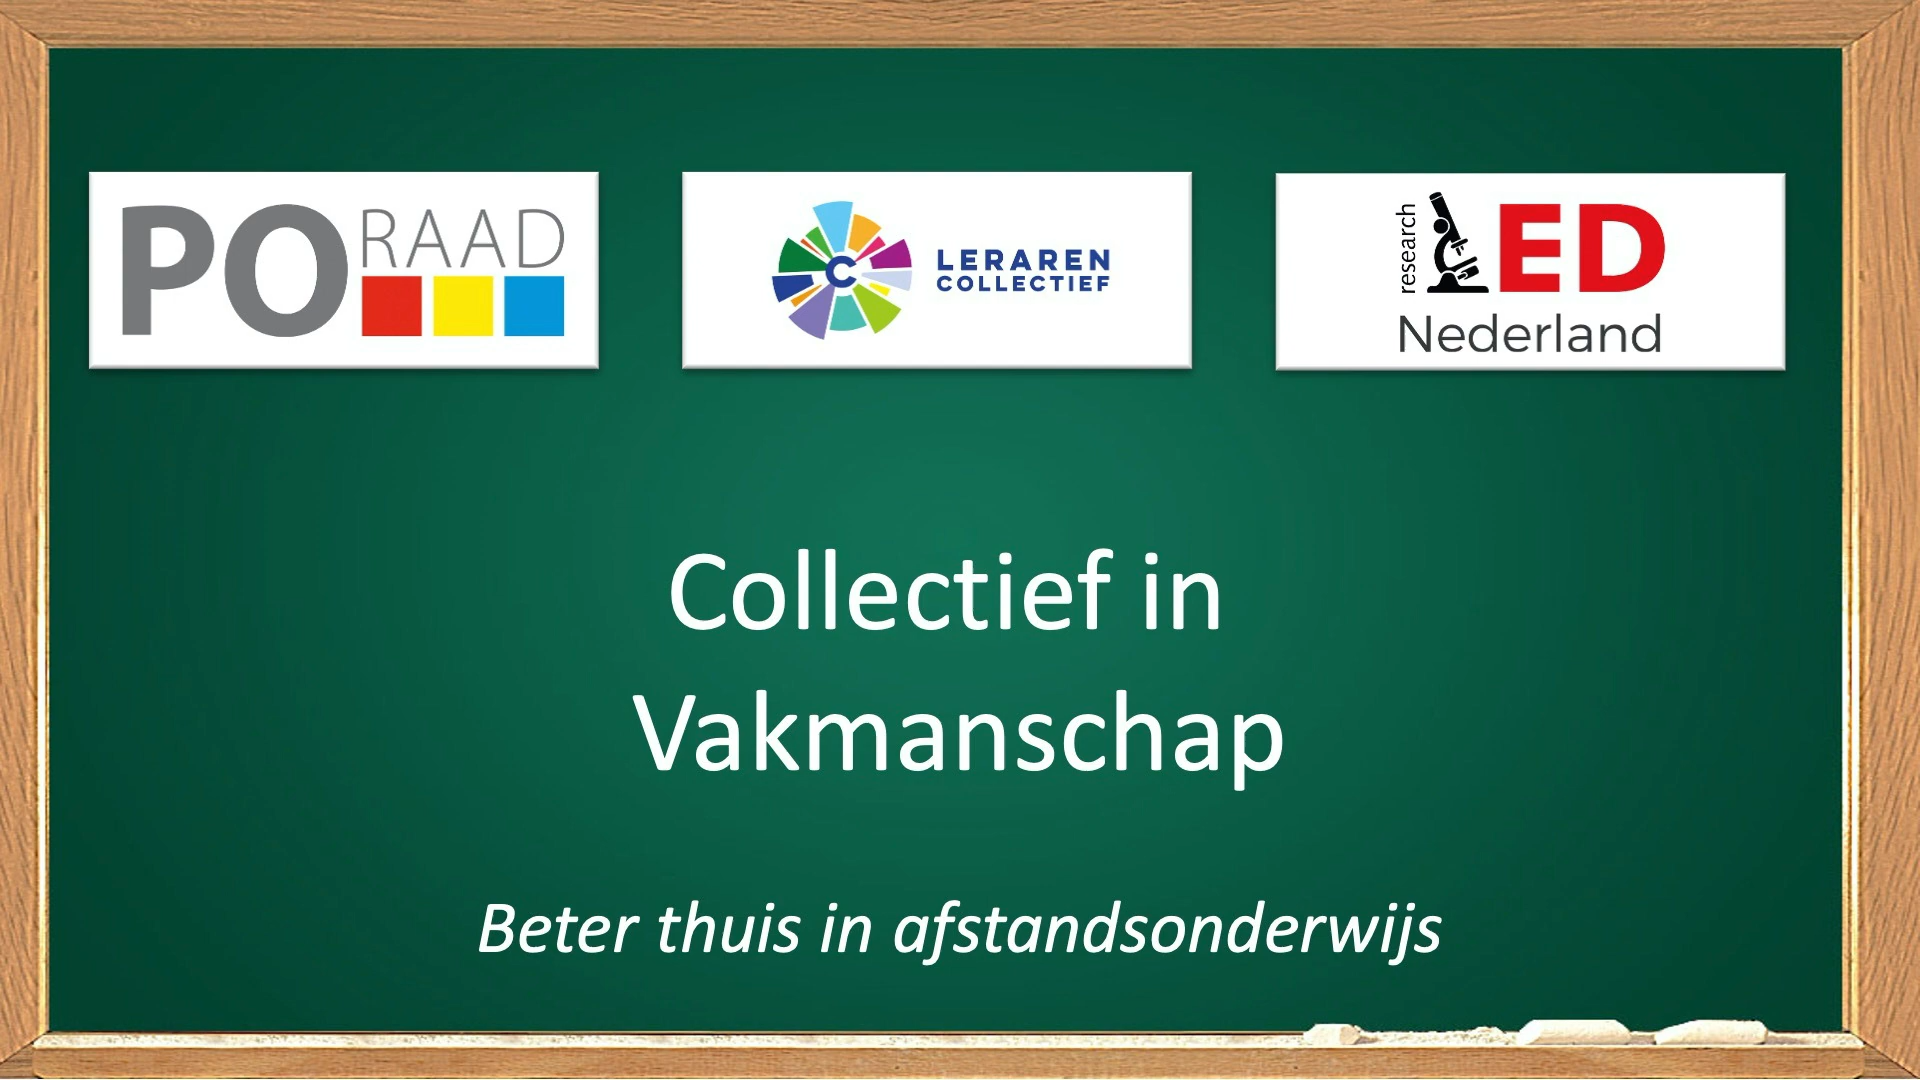 PO RAAD
C
LERAREN
COLLECTIEF
research ED
Nederland
Collectief in
Vakmanschap
Beter thuis in afstandsonderwijs